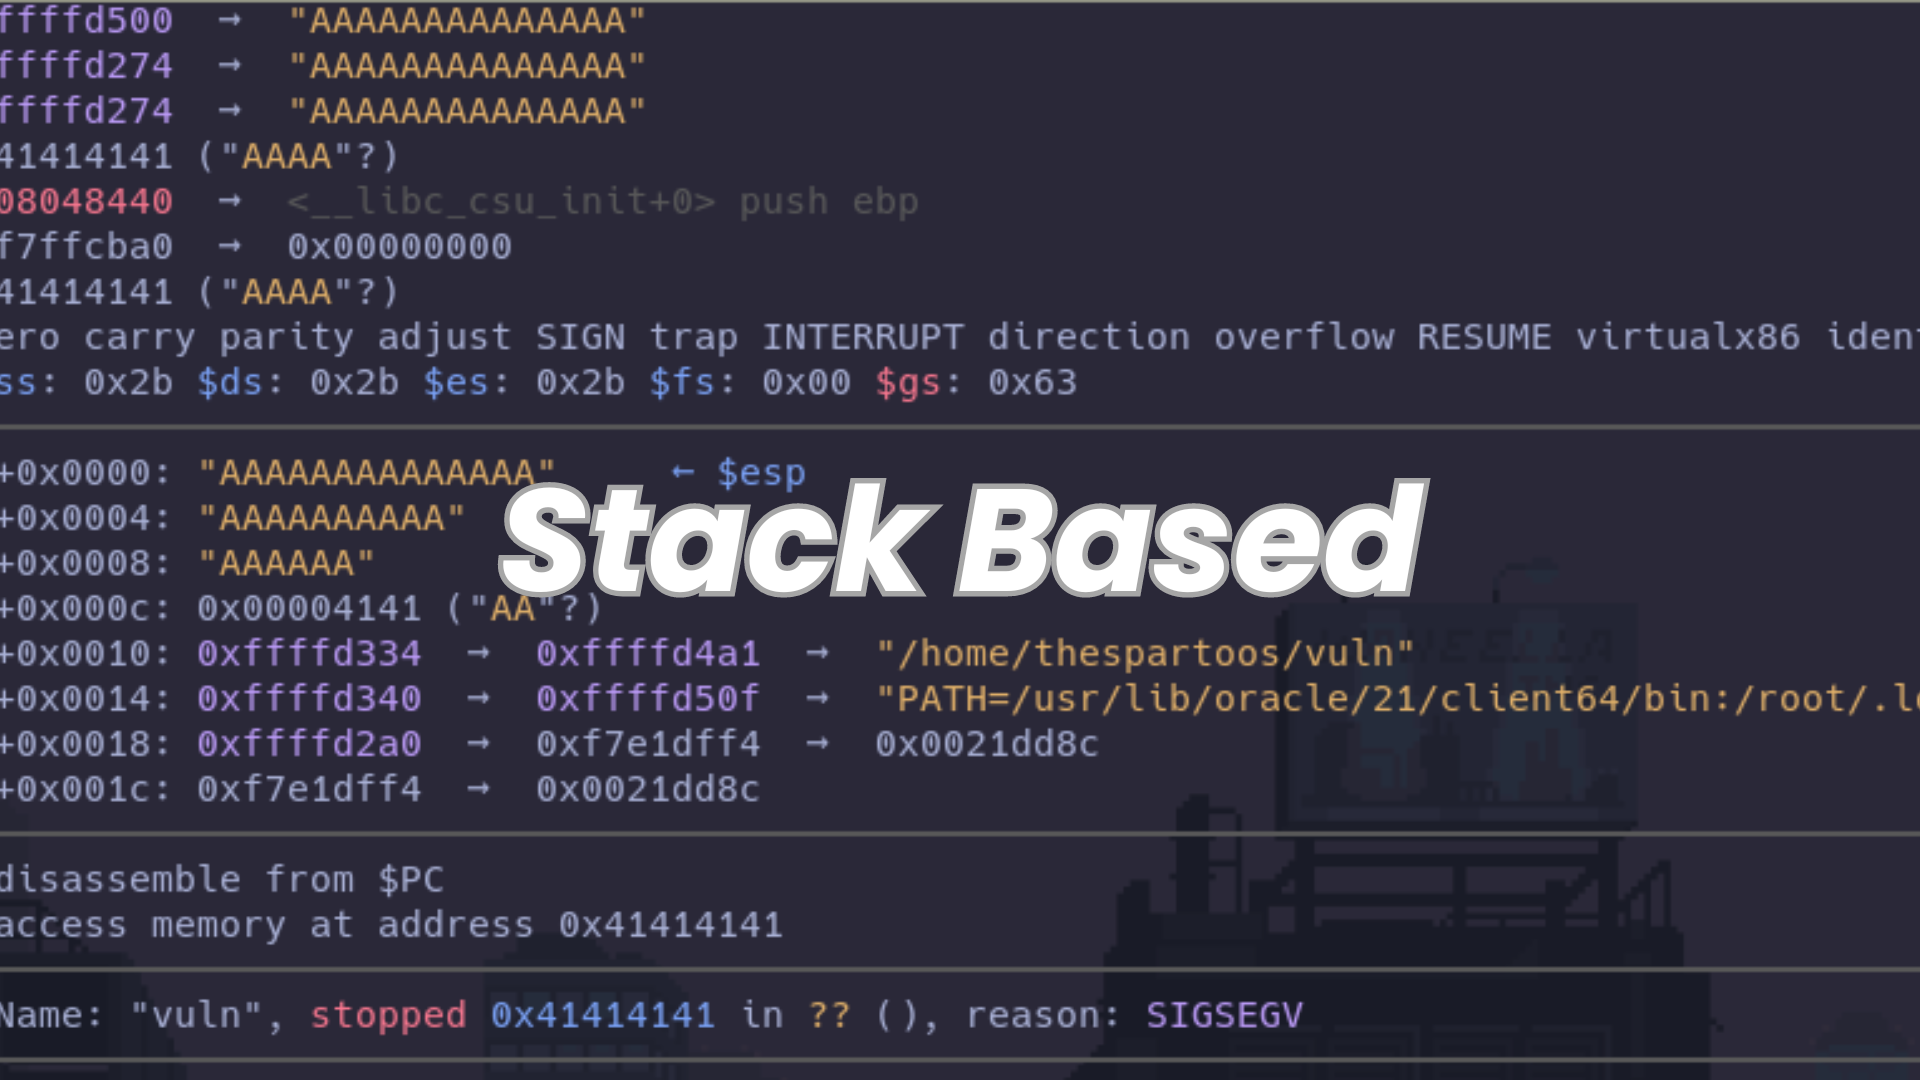 ffffd500 → "AAAAAAAAAAAAAA"
ffffd274 → "AAAAAAAAAAAAAA"
ffffd274 → "AAAAAAAAAAAAAA"
41414141 ("AAAA"?)
08048440 → <__libc_csu_init+0> push ebp
f7ffcba0 → 0x00000000
41414141 ("AAAA"?)
ero carry parity adjust SIGN trap INTERRUPT direction overflow RESUME virtualx86 iden
ss: 0x2b $ds: 0x2b $es: 0x2b $fs: 0x00 $gs: 0x63
+0x0000: "AAAAAAAAAAAAAA" ← $esp
+0x0004: "AAAAAAAAAA"
Stack Based
+0x0008: "AAAAAA"
+0x000c: 0x00004141 ("AA"?)
+0x0010: 0xffffd334 → 0xffffd4a1 → "/home/thespartoos/vuln"
+0x0014: 0xffffd340 → 0xffffd50f → "PATH=/usr/lib/oracle/21/client64/bin:/root/.l
+0x0018: 0xffffd2a0 → 0xf7e1dff4 → 0x0021dd8c
+0x001c: 0xf7e1dff4 → 0x0021dd8c
disassemble from $PC
access memory at address 0x41414141
Name: "vuln", stopped 0x41414141 in ?? (), reason: SIGSEGV